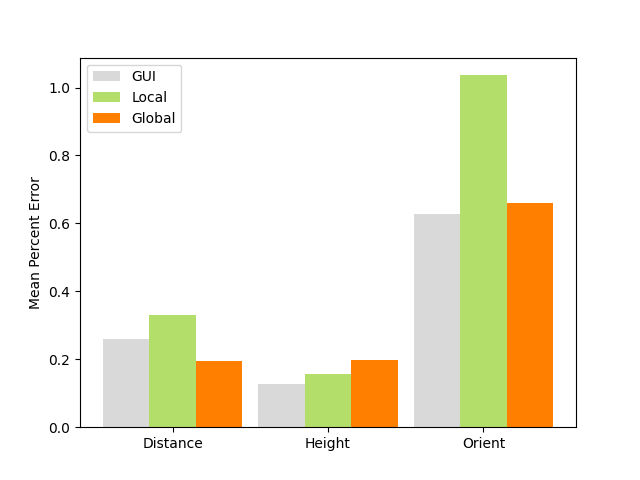 GUI
Local
Global
Mean Percent Error
1.0
0.8
0.6
0.4
0.2
0.0
Distance Height Orient